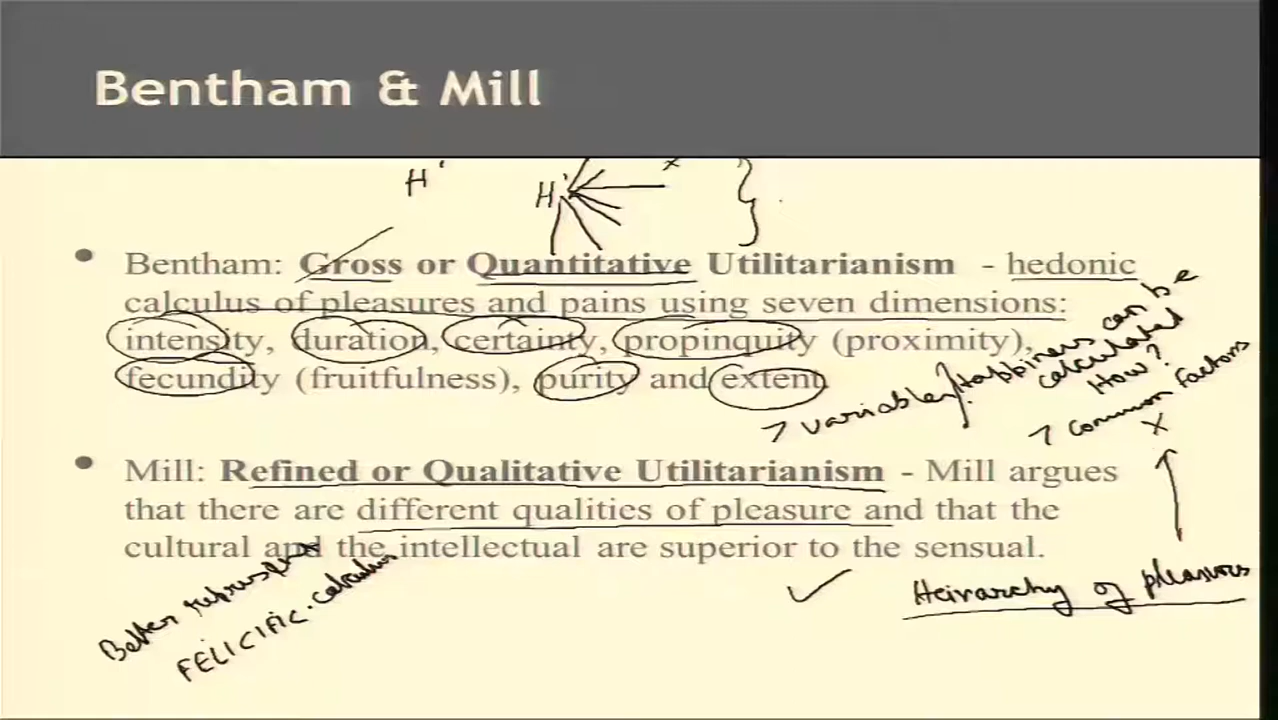 Bentham & Mill
H'
H'
x
• Bentham: Gross or Quantitative Utilitarianism - hedonic
calculus of pleasures and pains using seven dimensions:
intensity, duration, certainty, propinquity (proximity),
fecundity (fruitfulness), purity and extent.
7 variables
Happiness can be
calculated
How?
7 common factors
x
• Mill: Refined or Qualitative Utilitarianism - Mill argues
that there are different qualities of pleasure and that the
cultural and the intellectual are superior to the sensual.
Heirarchy of pleasures
Better
FELICIFIC. calculus